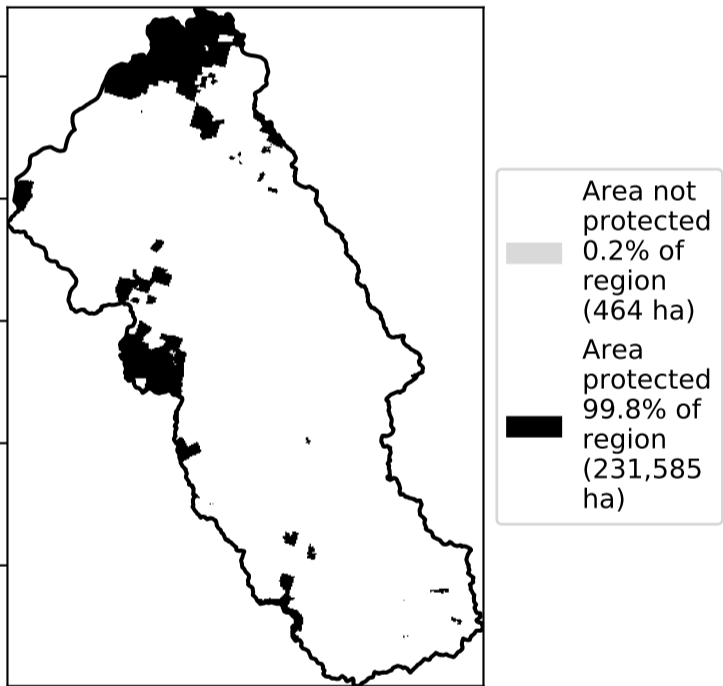 Area not
protected
0.2% of
region
(464 ha)
Area
protected
99.8% of
region
(231,585
ha)